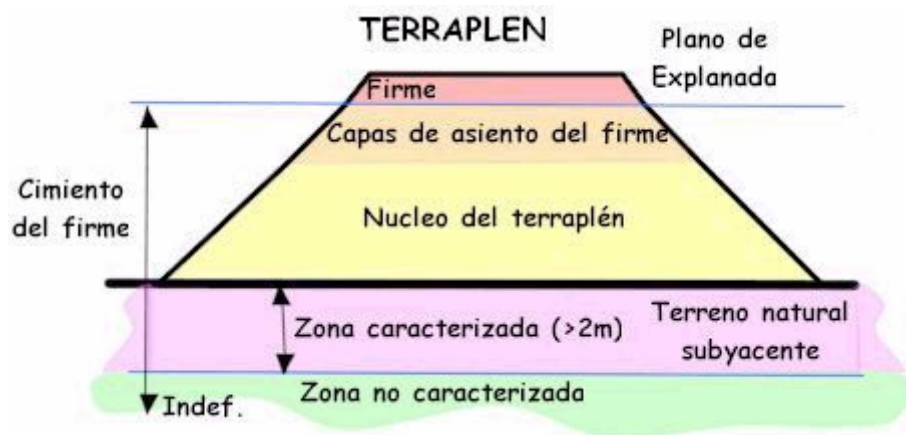 TERRAPLEN
Plano de
Explanada
Firme
Capas de asiento del firme
Cimiento
del firme
Nucleo del terraplén
Zona caracterizada (>2m)
Terreno natural
subyacente
Zona no caracterizada
Indef.